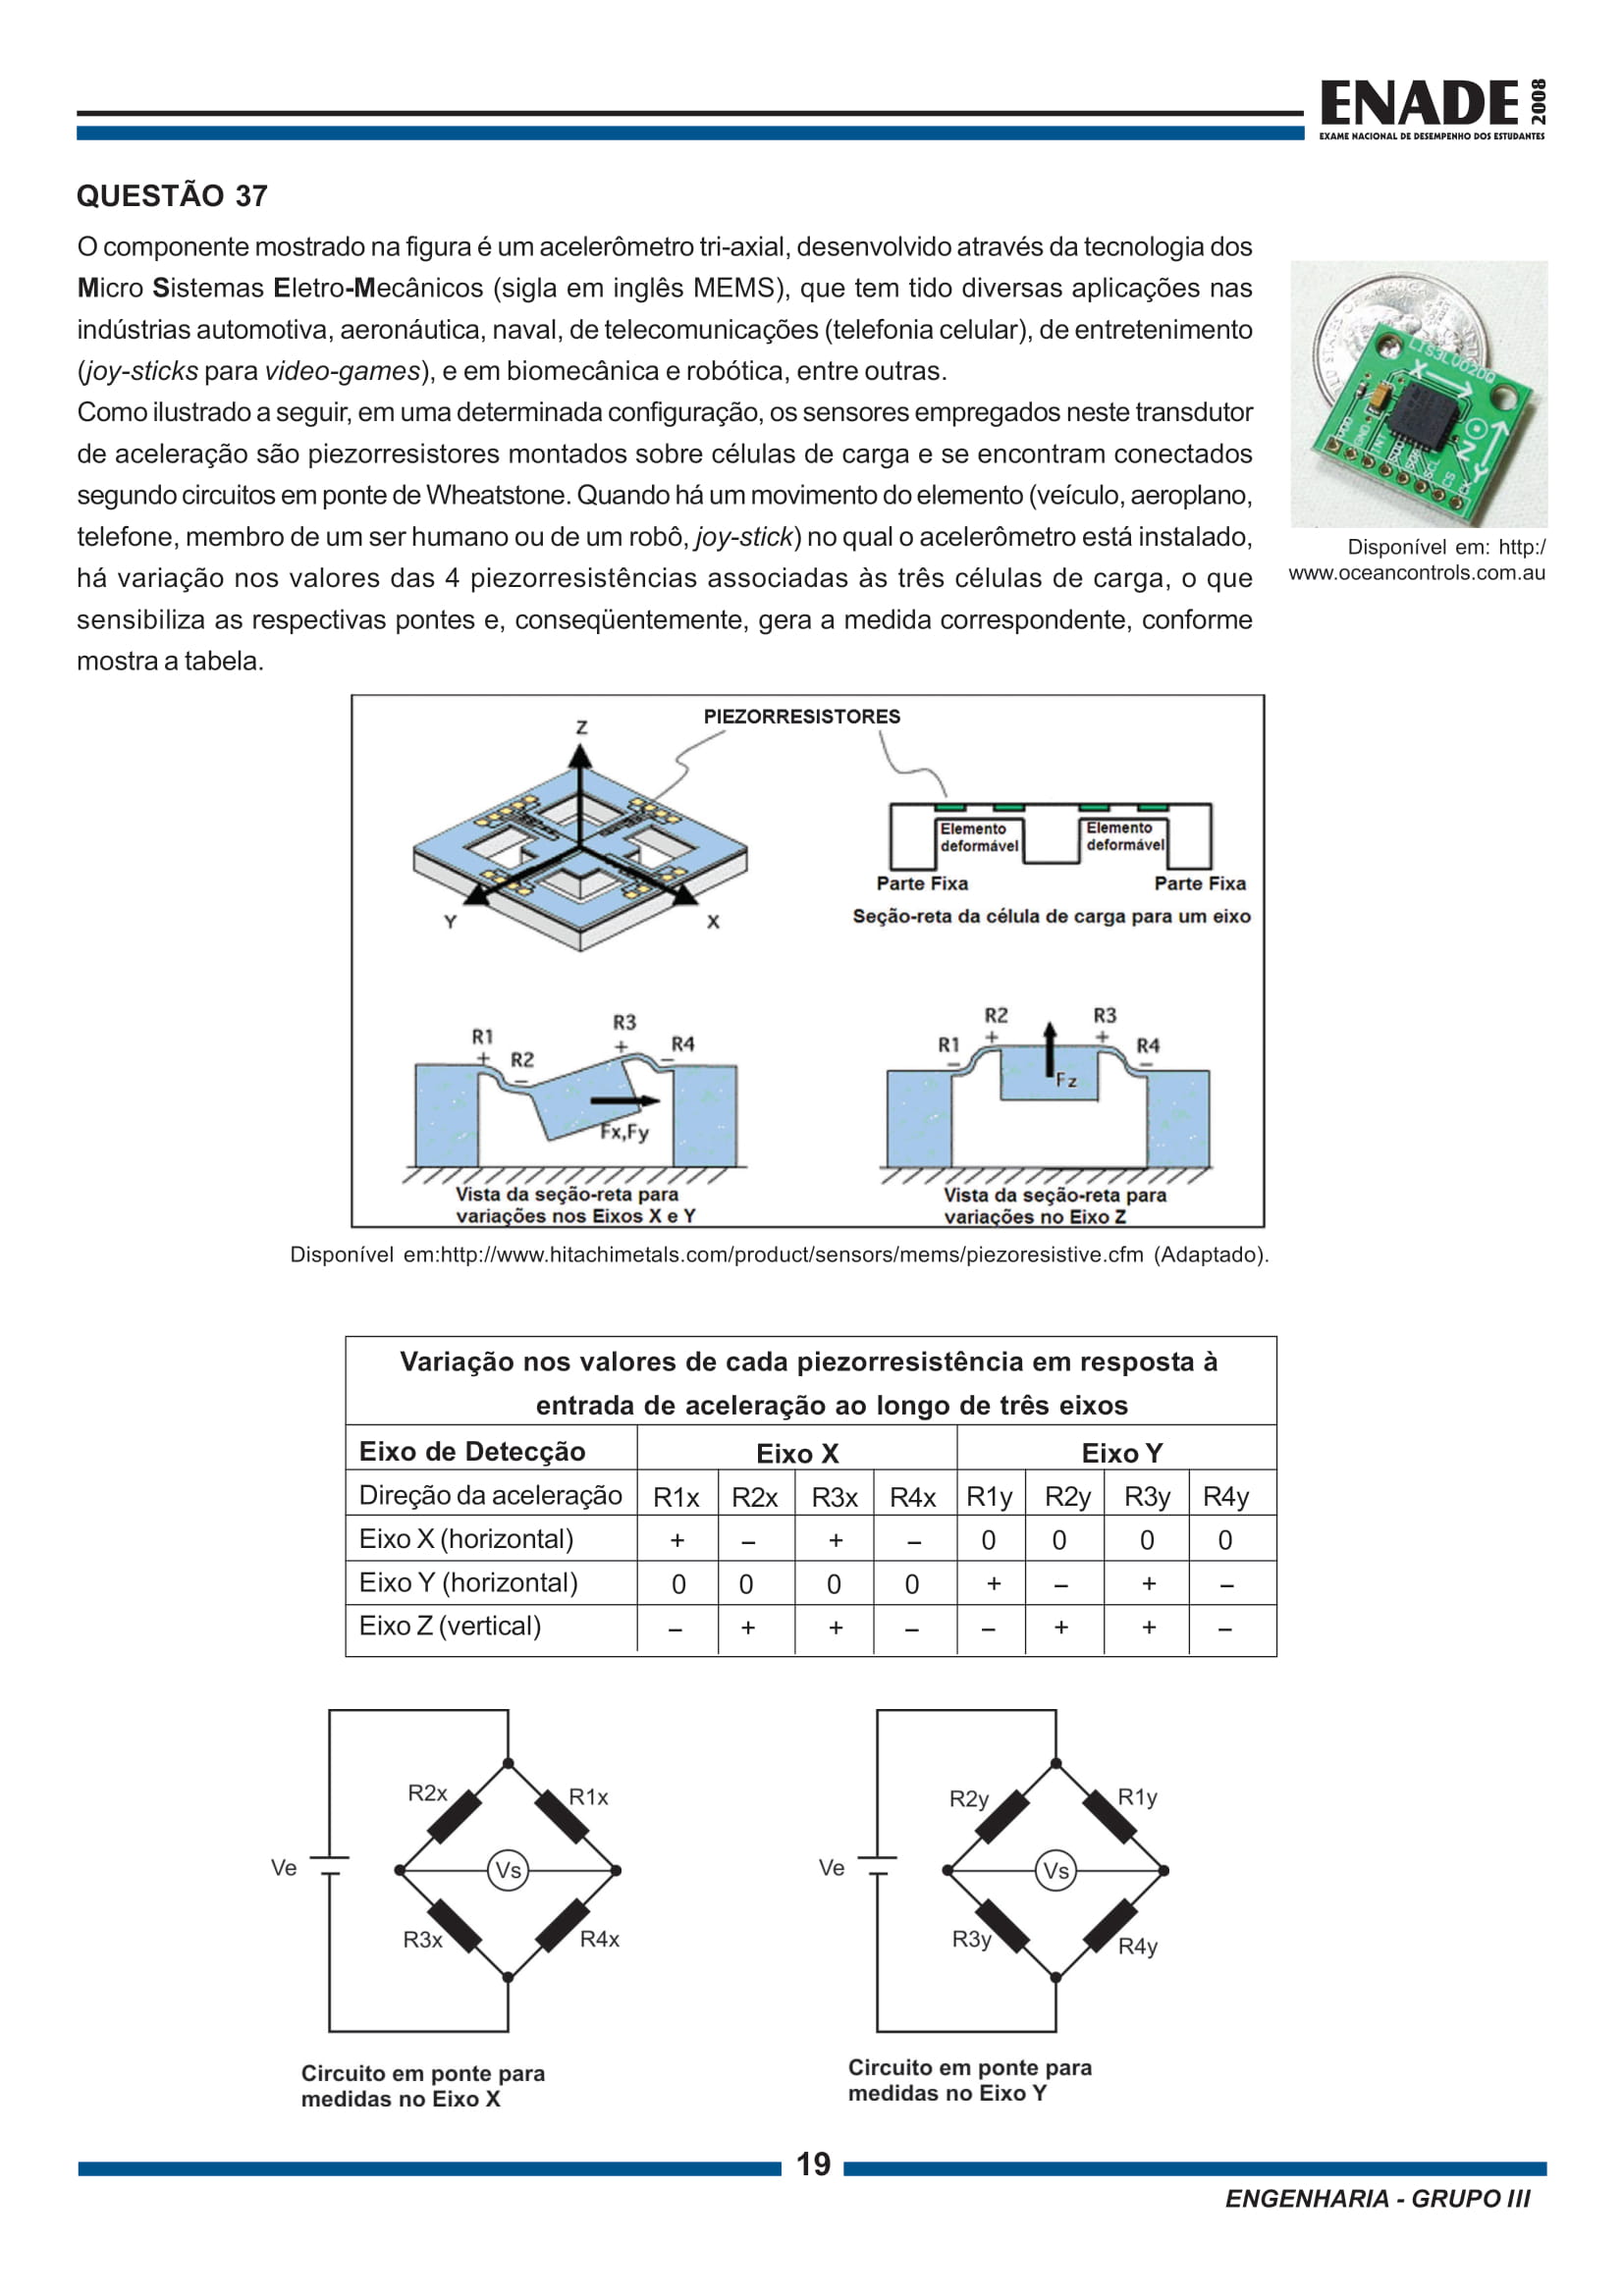 ENADE 2008
EXAME NACIONAL DE DESEMPENHO DOS ESTUDANTES
QUESTÃO 37
O componente mostrado na figura é um acelerômetro tri-axial, desenvolvido através da tecnologia dos
Micro Sistemas Eletro-Mecânicos (sigla em inglês MEMS), que tem tido diversas aplicações nas
indústrias automotiva, aeronáutica, naval, de telecomunicações (telefonia celular), de entretenimento
(joy-sticks para video-games), e em biomecânica e robótica, entre outras.
Como ilustrado a seguir, em uma determinada configuração, os sensores empregados neste transdutor
de aceleração são piezorresistores montados sobre células de carga e se encontram conectados
segundo circuitos em ponte de Wheatstone. Quando há um movimento do elemento (veículo, aeroplano,
telefone, membro de um ser humano ou de um robô, joy-stick) no qual o acelerômetro está instalado,
há variação nos valores das 4 piezorresistências associadas às três células de carga, o que
sensibiliza as respectivas pontes e, conseqüentemente, gera a medida correspondente, conforme
mostra a tabela.
LIS3LV02DQ
X
Z
Y
VDD
GND
INT
SDO
SDA
SCL
CS
CK
Disponível em: http:/
www.oceancontrols.com.au
PIEZORRESISTORES
Z
Y
X
Elemento
deformável
Elemento
deformável
Parte Fixa
Parte Fixa
Seção-reta da célula de carga para um eixo
R1
+
R2
–
R3
+
R4
–
Fx,Fy
Vista da seção-reta para
variações nos Eixos X e Y
R1
–
R2
+
R3
+
R4
–
Fz
Vista da seção-reta para
variações no Eixo Z
Disponível em:http://www.hitachimetals.com/product/sensors/mems/piezoresistive.cfm (Adaptado).
Variação nos valores de cada piezorresistência em resposta à
entrada de aceleração ao longo de três eixos
Eixo de Detecção Eixo X Eixo Y
Direção da aceleração R1x R2x R3x R4x R1y R2y R3y R4y
Eixo X (horizontal) + – + – 0 0 0 0
Eixo Y (horizontal) 0 0 0 0 + – + –
Eixo Z (vertical) – + + – – + + –
R2x
R1x
Ve
Vs
R3x
R4x
Circuito em ponte para
medidas no Eixo X
R2y
R1y
Ve
Vs
R3y
R4y
Circuito em ponte para
medidas no Eixo Y
19
ENGENHARIA - GRUPO III